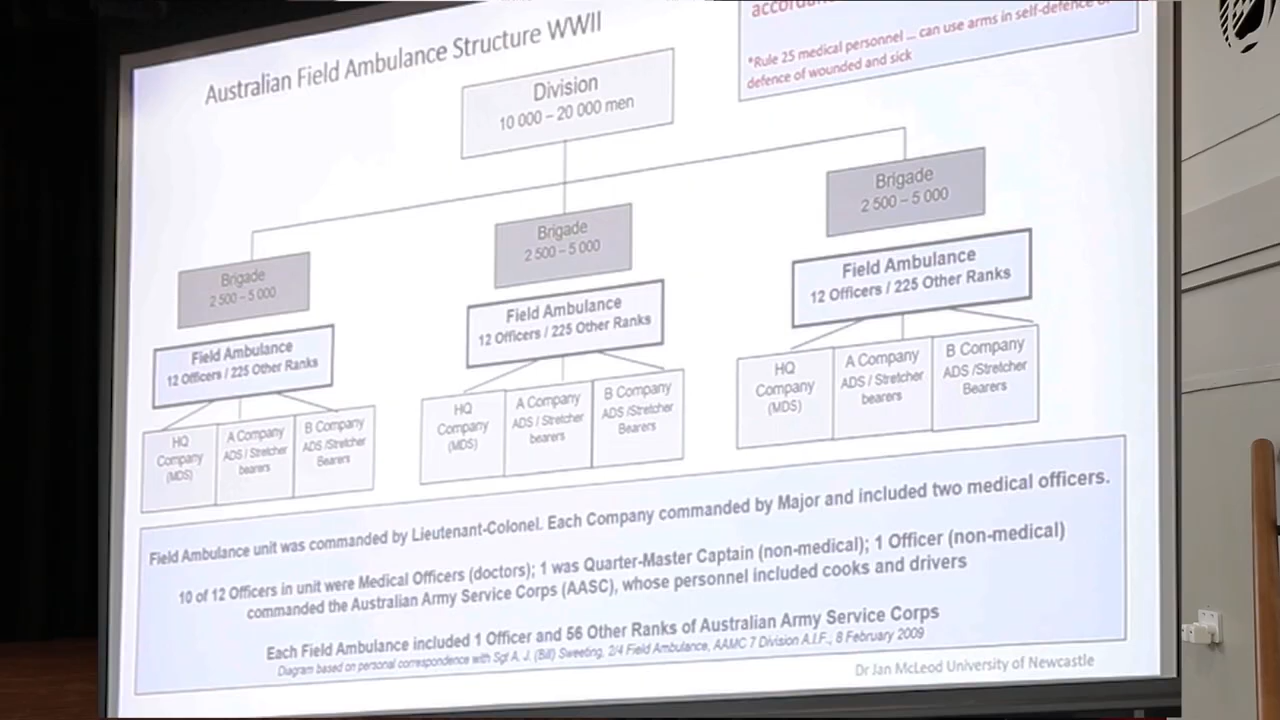 Australian Field Ambulance Structure WWII
*Rule 25 medical personnel – can use arms in self-defence
defence of wounded and sick
Division
10 000 – 20 000 men
Brigade
2 500 – 5 000
Field Ambulance
12 Officers / 225 Other Ranks
HQ
Company
(MDS)
A Company
ADS / Stretcher
bearers
B Company
ADS /Stretcher
Bearers
Brigade
2 500 – 5 000
Field Ambulance
12 Officers / 225 Other Ranks
HQ
Company
(MDS)
A Company
ADS / Stretcher
bearers
B Company
ADS /Stretcher
Bearers
Brigade
2 500 – 5 000
Field Ambulance
12 Officers / 225 Other Ranks
HQ
Company
(MDS)
A Company
ADS / Stretcher
bearers
B Company
ADS /Stretcher
Bearers
Field Ambulance unit was commanded by Lieutenant-Colonel. Each Company commanded by Major and included two medical officers.
10 of 12 Officers in unit were Medical Officers (doctors); 1 was Quarter-Master Captain (non-medical); 1 Officer (non-medical)
commanded the Australian Army Service Corps (AASC), whose personnel included cooks and drivers
Each Field Ambulance included 1 Officer and 56 Other Ranks of Australian Army Service Corps
Diagram based on personal correspondence with Sgt A. J. (Bill) Sweeting, 2/4 Field Ambulance, AAMC 7 Division A.I.F., 8 February 2009
Dr Jan McLeod University of Newcastle